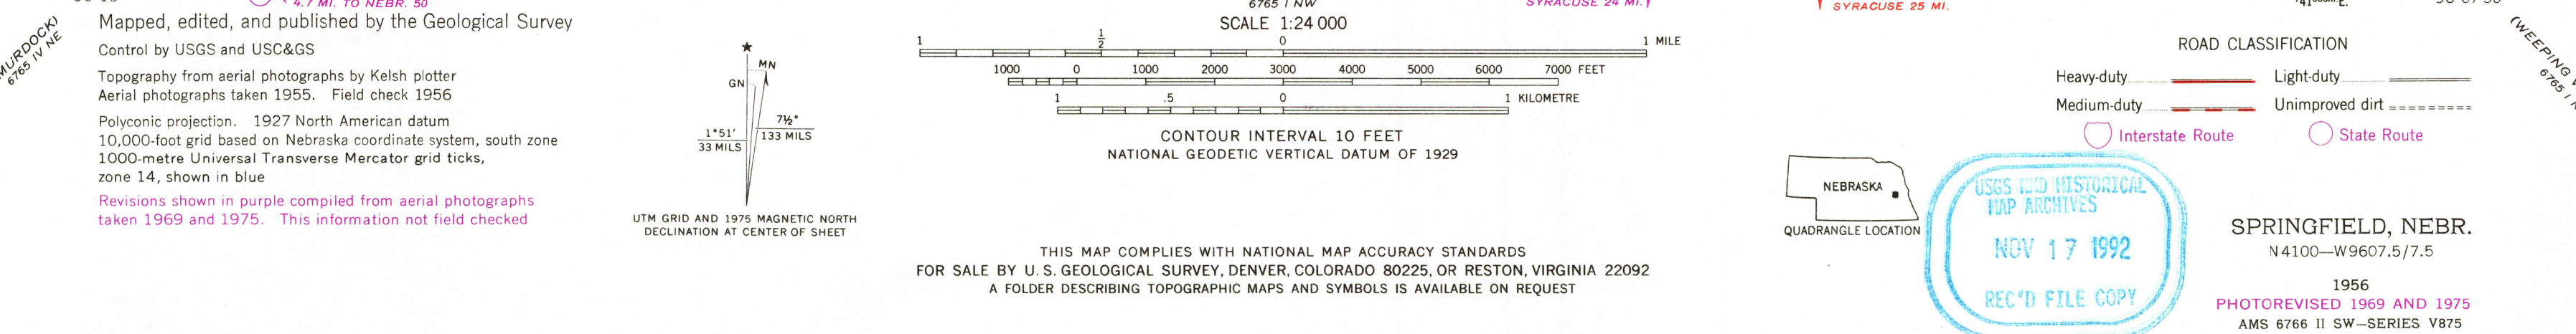 4.7 MI. TO NEBR. 50
6765 I NW
SYRACUSE 24 MI.
SYRACUSE 25 MI.
(MURDOCK)
6765 IV NE
Mapped, edited, and published by the Geological Survey
Control by USGS and USC&GS
Topography from aerial photographs by Kelsh plotter
Aerial photographs taken 1955. Field check 1956
Polyconic projection. 1927 North American datum
10,000-foot grid based on Nebraska coordinate system, south zone
1000-metre Universal Transverse Mercator grid ticks,
zone 14, shown in blue
Revisions shown in purple compiled from aerial photographs
taken 1969 and 1975. This information not field checked
★
MN
GN
1°51′
33 MILS
7½°
133 MILS
UTM GRID AND 1975 MAGNETIC NORTH
DECLINATION AT CENTER OF SHEET
SCALE 1:24 000
1 ½ 0 1 MILE
1000 0 1000 2000 3000 4000 5000 6000 7000 FEET
1 .5 0 1 KILOMETRE
CONTOUR INTERVAL 10 FEET
NATIONAL GEODETIC VERTICAL DATUM OF 1929
THIS MAP COMPLIES WITH NATIONAL MAP ACCURACY STANDARDS
FOR SALE BY U. S. GEOLOGICAL SURVEY, DENVER, COLORADO 80225, OR RESTON, VIRGINIA 22092
A FOLDER DESCRIBING TOPOGRAPHIC MAPS AND SYMBOLS IS AVAILABLE ON REQUEST
ROAD CLASSIFICATION
Heavy-duty Light-duty
Medium-duty Unimproved dirt
Interstate Route State Route
(WEEPING
6765 I
NEBRASKA
QUADRANGLE LOCATION
USGS NMD HISTORICAL
MAP ARCHIVES
NOV 17 1992
REC'D FILE COPY
SPRINGFIELD, NEBR.
N4100—W9607.5/7.5
1956
PHOTOREVISED 1969 AND 1975
AMS 6766 II SW—SERIES V875